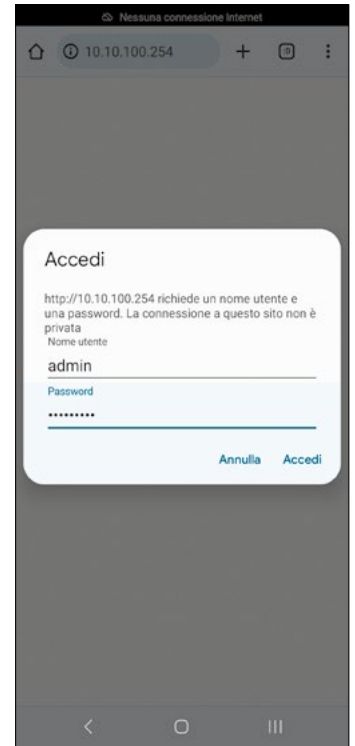 Nessuna connessione Internet
10.10.100.254
:D
Accedi
http://10.10.100.254 richiede un nome utente e
una password. La connessione a questo sito non è
privata
Nome utente
admin
Password
•••••••••
Annulla Accedi